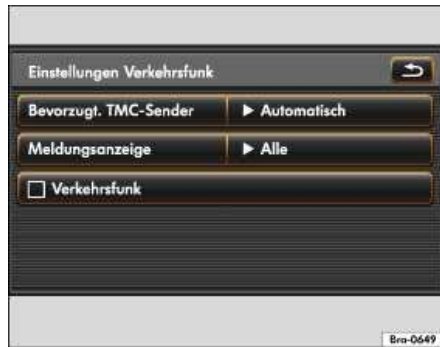 Einstellungen Verkehrsfunk
Bevorzugt. TMC-Sender ▶ Automatisch
Meldungsanzeige ▶ Alle
Verkehrsfunk
Bra-0649